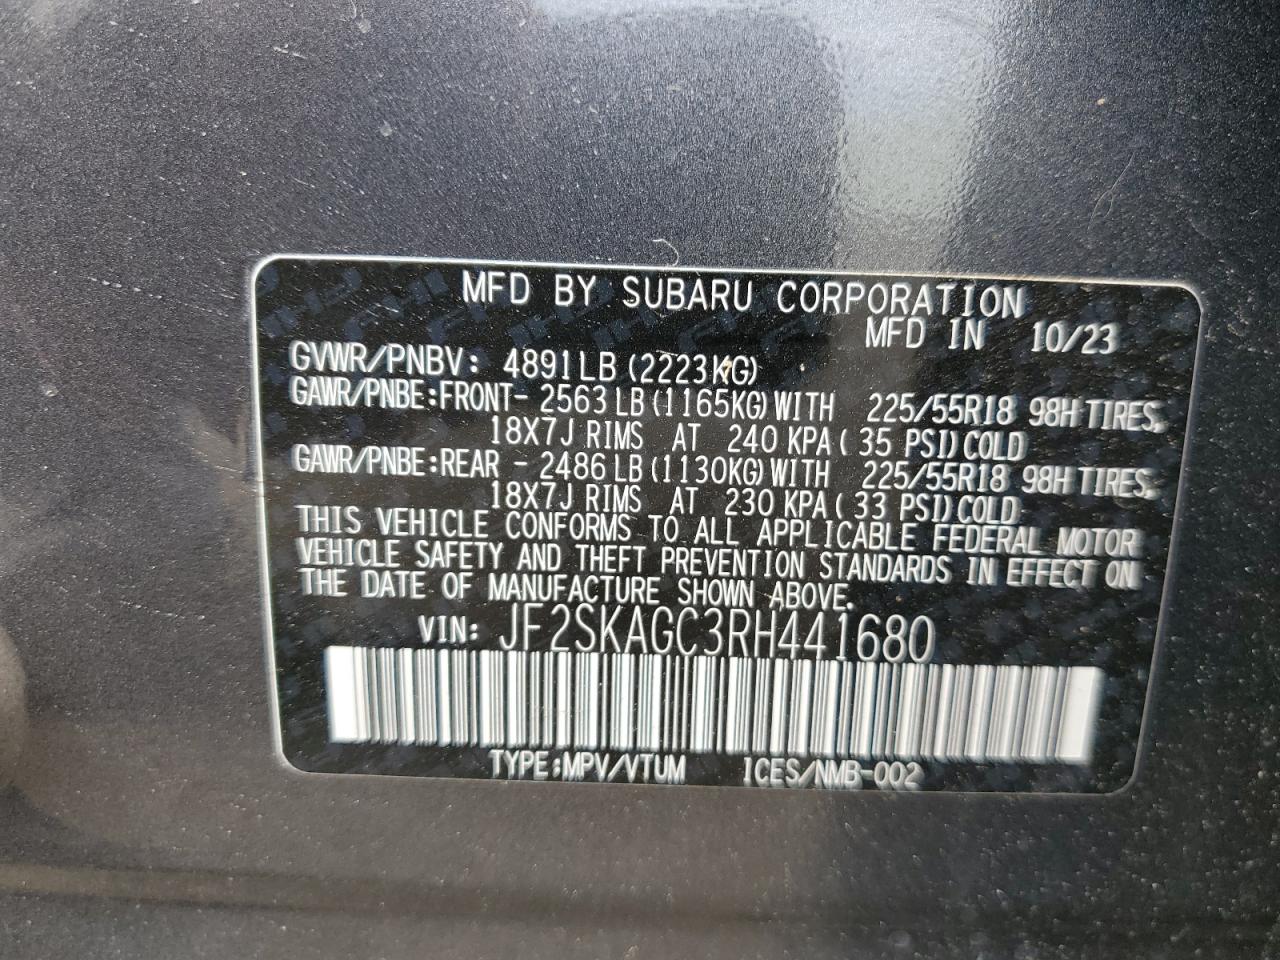 MFD BY SUBARU CORPORATION
MFD IN 10/23
GVWR/PNBV: 4891LB (2223KG)
GAWR/PNBE:FRONT- 2563 LB(1165KG)WITH 225/55R18 98H TIRES,
18X7J RIMS AT 240 KPA( 35 PSI)COLD
GAWR/PNBE:REAR - 2486 LB(1130KG)WITH 225/55R18 98H TIRES,
18X7J RIMS AT 230 KPA( 33 PSI)COLD.
THIS VEHICLE CONFORMS TO ALL APPLICABLE FEDERAL MOTOR
VEHICLE SAFETY AND THEFT PREVENTION STANDARDS IN EFFECT ON
THE DATE OF MANUFACTURE SHOWN ABOVE.
VIN: JF2SKAGC3RH441680
TYPE:MPV/VTUM ICES/NMB-002